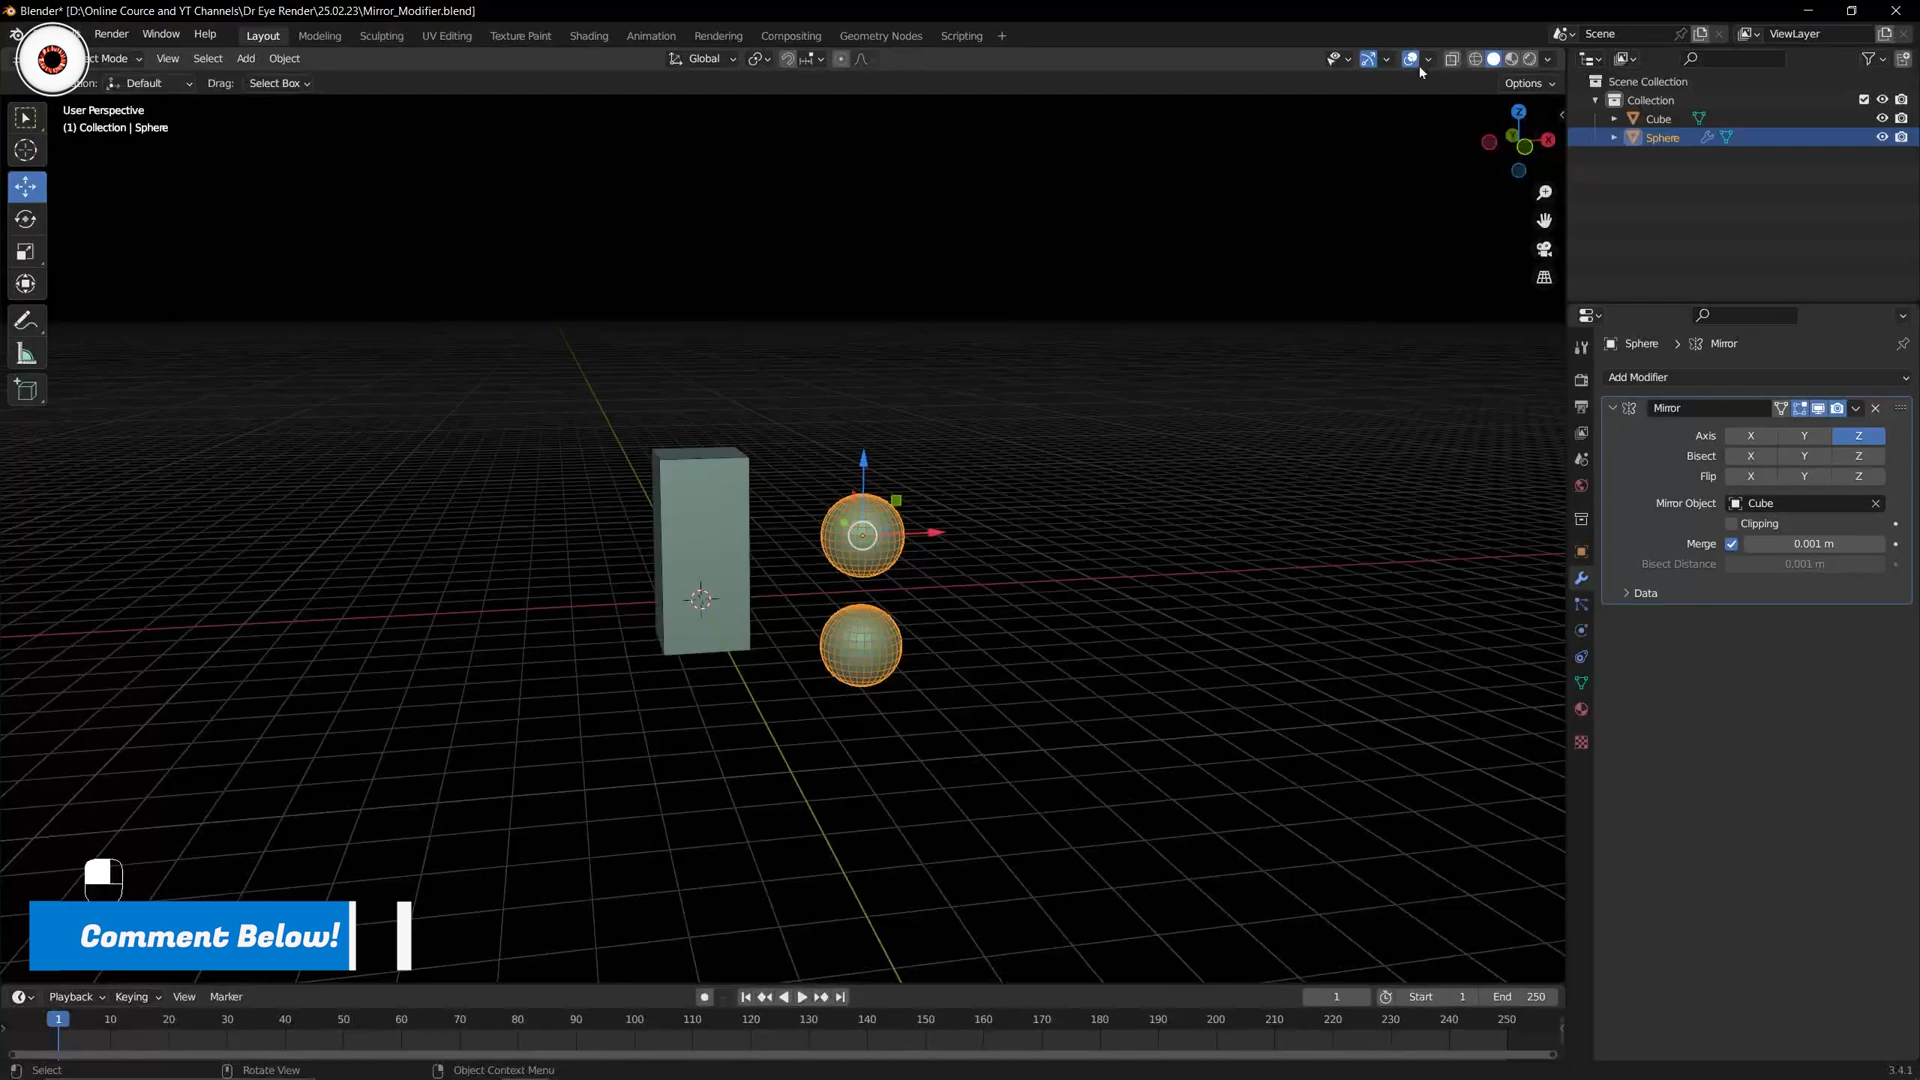 Blender* [D:\Online Cource and YT Channels\Dr Eye Render\25.02.23\Mirror_Modifier.blend]
Render Window Help Layout Modeling Sculpting UV Editing Texture Paint Shading Animation Rendering Compositing Geometry Nodes Scripting +
Scene ViewLayer
Mode View Select Add Object Global
Default Drag: Select Box Options
User Perspective
(1) Collection | Sphere
Z
X
Y
Scene Collection
Collection
Cube
Sphere
Sphere > Mirror
Add Modifier
Mirror
Axis X Y Z
Bisect X Y Z
Flip X Y Z
Mirror Object Cube
Clipping
Merge 0.001 m
Bisect Distance 0.001 m
Data
Comment Below!
Playback Keying View Marker 1 Start 1 End 250
1 10 20 30 40 50 60 70 80 90 100 110 120 130 140 150 160 170 180 190 200 210 220 230 240 250
Select Rotate View Object Context Menu 3.4.1